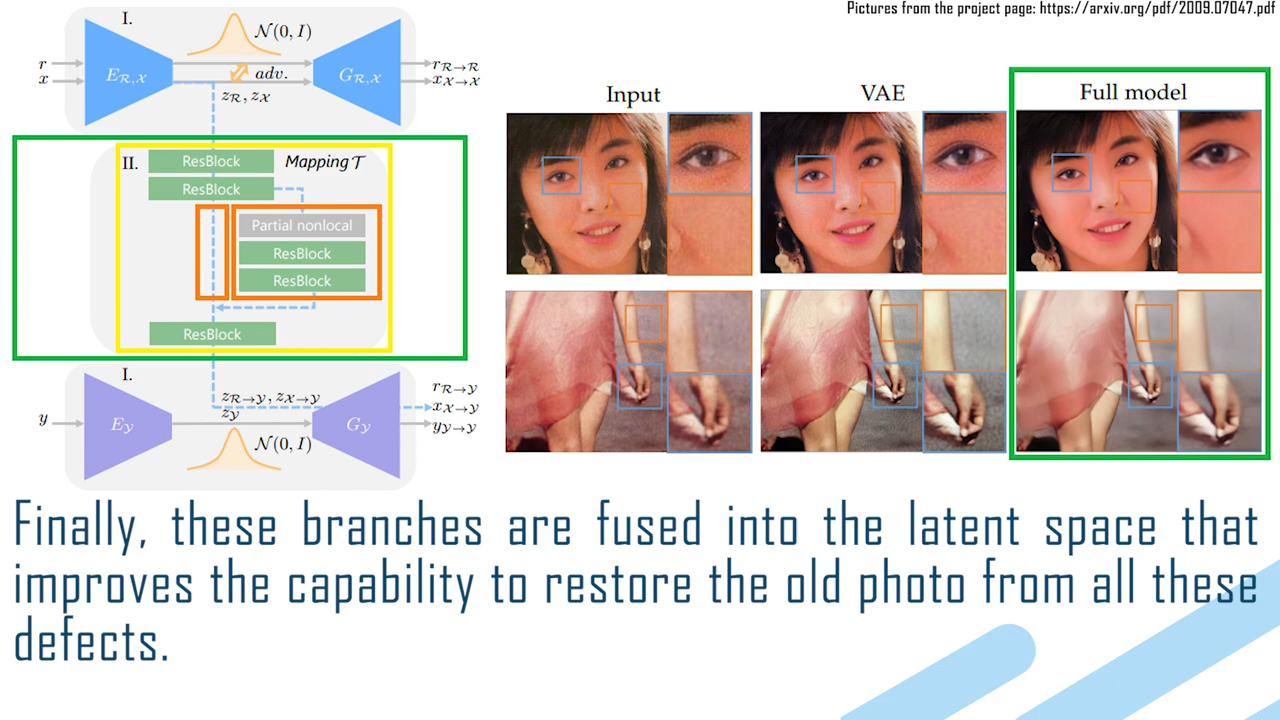 Pictures from the project page: https://arxiv.org/pdf/2009.07047.pdf
I.
N(0, I)
r
x
E_R,X
adv.
z_R, z_X
G_R,X
r_R→R
x_X→X
II.
ResBlock
Mapping T
ResBlock
Partial nonlocal
ResBlock
ResBlock
ResBlock
I.
y
E_Y
z_R→Y, z_X→Y
z_Y
N(0, I)
G_Y
r_R→Y
x_X→Y
y_Y→Y
Input
VAE
Full model
Finally, these branches are fused into the latent space that
improves the capability to restore the old photo from all these
defects.